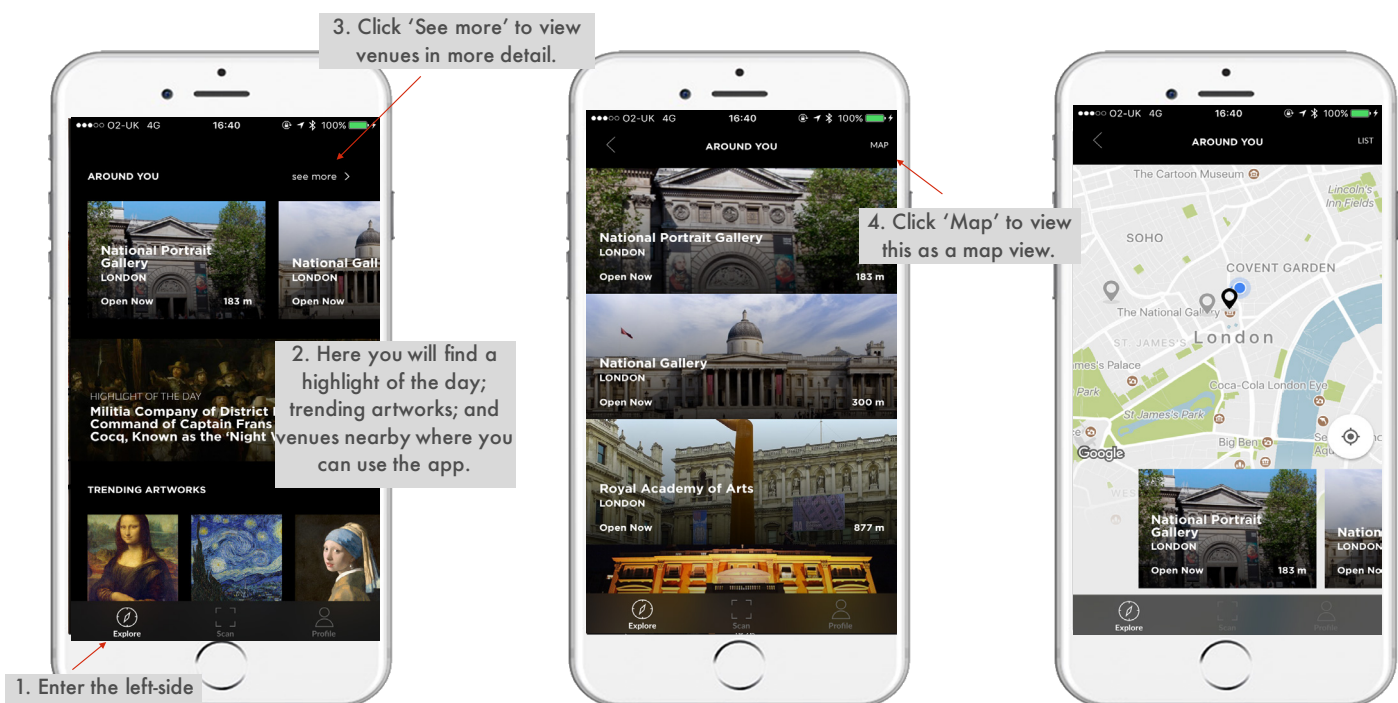 3. Click ‘See more’ to view
venues in more detail.
●●●○○ O2-UK 4G 16:40 100%
AROUND YOU see more >
National Portrait
Gallery
LONDON
Open Now 183 m
National Gall
LONDON
Open Now
HIGHLIGHT OF THE DAY
Militia Company of District
Command of Captain Frans
Cocq, Known as the ‘Night
2. Here you will find a
highlight of the day;
trending artworks; and
venues nearby where you
can use the app.
TRENDING ARTWORKS
Explore Scan Profile
1. Enter the left-side
●●●○○ O2-UK 4G 16:40 100%
AROUND YOU MAP
National Portrait Gallery
LONDON
Open Now 183 m
National Gallery
LONDON
Open Now 300 m
Royal Academy of Arts
LONDON
Open Now 877 m
Explore Scan Profile
4. Click ‘Map’ to view
this as a map view.
●●●○○ O2-UK 4G 16:40 100%
AROUND YOU LIST
The Cartoon Museum
Lincoln's
Inn Fields
SOHO
COVENT GARDEN
The National Gallery
ST JAMES'S London
mes's Palace
Park
Coca-Cola London Eye
St James's Park
Big Ben
Google
National Portrait
Gallery
LONDON
Open Now 183 m
Nation
LONDON
Open No
Explore Scan Profile